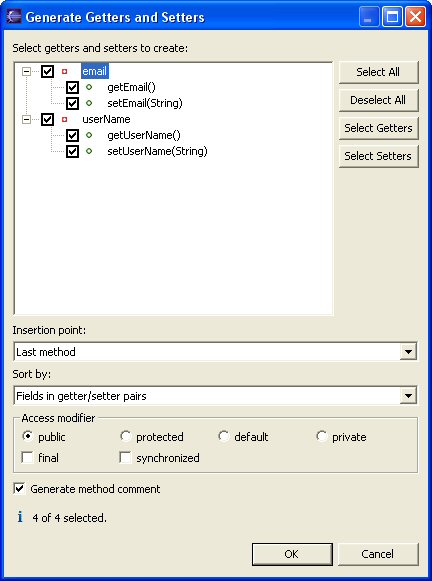 Generate Getters and Setters
Select getters and setters to create:
email
getEmail()
setEmail(String)
userName
getUserName()
setUserName(String)
Select All
Deselect All
Select Getters
Select Setters
Insertion point:
Last method
Sort by:
Fields in getter/setter pairs
Access modifier
public protected default private
final synchronized
Generate method comment
i 4 of 4 selected.
OK Cancel